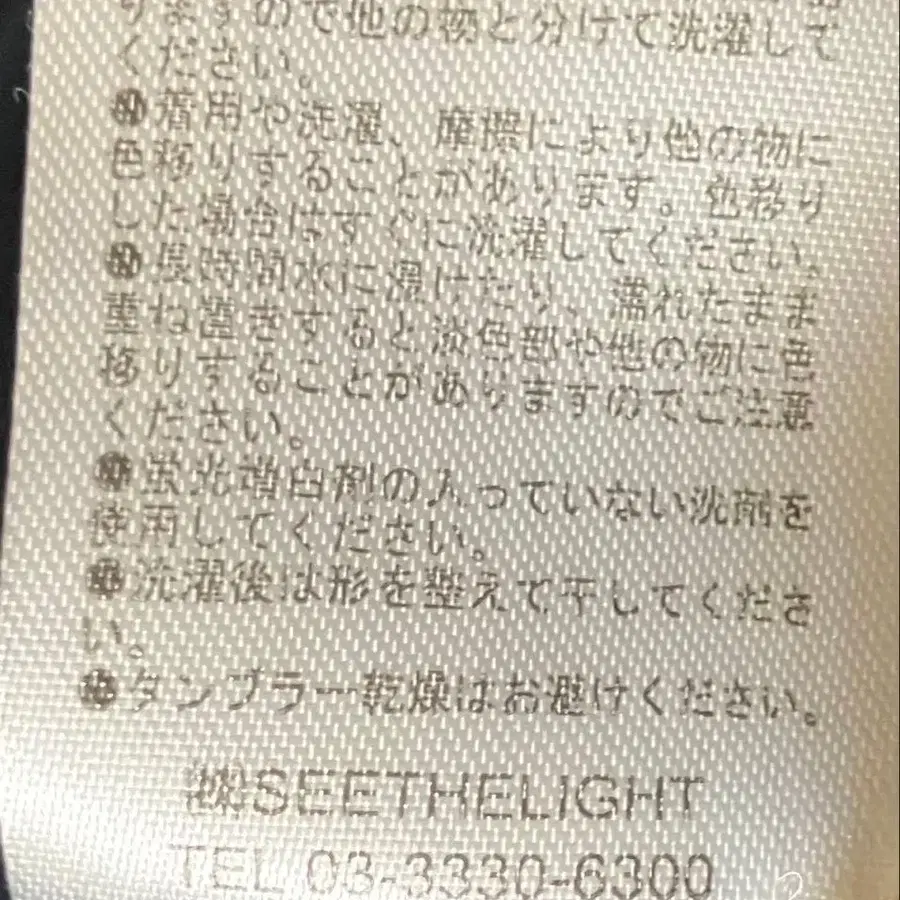 りますので他の物と分けて洗濯して
ください。
●着用や洗濯、摩擦により他の物に
色移りすることがあります。色移り
した場合はすぐに洗濯してください。
●長時間水に浸けたり、濡れたまま
重ね置きすると淡色部や他の物に色
移りすることがありますのでご注意
ください。
●蛍光増白剤の入っていない洗剤を
使用してください。
●洗濯後は形を整えて干してくださ
い。
●タンブラー乾燥はお避けください。
㈱SEETHELIGHT
TEL 03-3330-6300